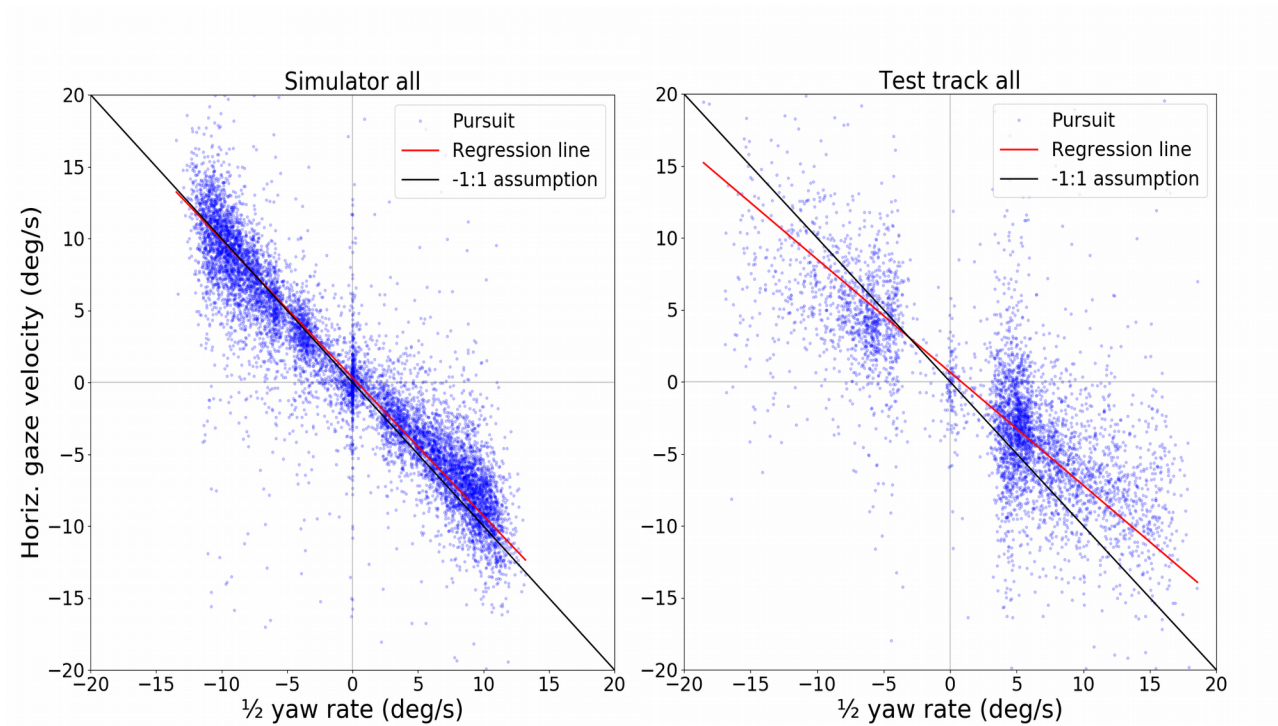 Simulator all
Test track all
Pursuit
Regression line
-1:1 assumption
Pursuit
Regression line
-1:1 assumption
Horiz. gaze velocity (deg/s)
20
15
10
5
0
−5
−10
−15
−20
−20 −15 −10 −5 0 5 10 15 20
½ yaw rate (deg/s)
20
15
10
5
0
−5
−10
−15
−20
−20 −15 −10 −5 0 5 10 15 20
½ yaw rate (deg/s)